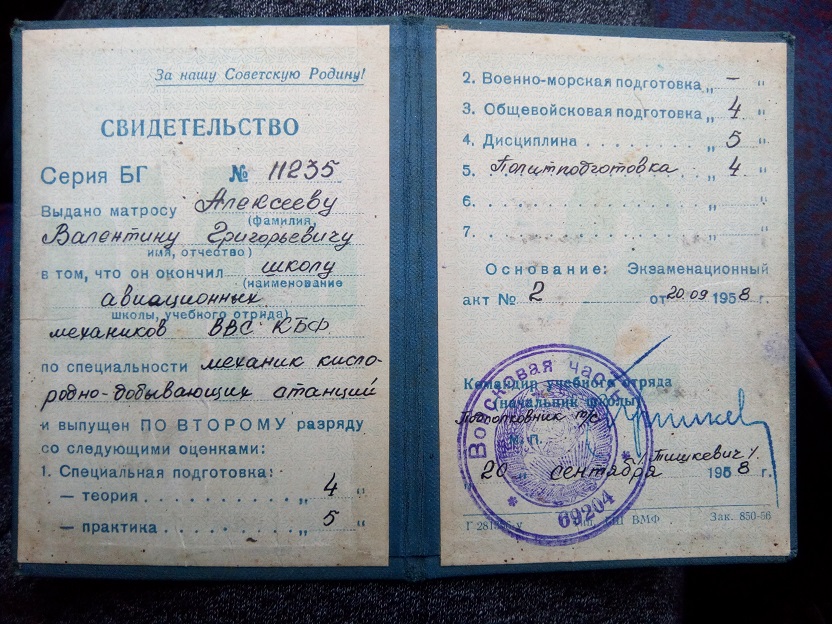 За нашу Советскую Родину!
СВИДЕТЕЛЬСТВО
Серия БГ № 11235
Выдано матросу Алексееву
(фамилия,
Валентину Григорьевичу
имя, отчество)
в том, что он окончил школу
(наименование
авиационных
школы, учебного отряда)
механиков ВВС КБФ
по специальности механик кисло-
родно-добывающих станций
и выпущен ПО ВТОРОМУ разряду
со следующими оценками:
1. Специальная подготовка:
— теория „ 4 “
— практика „ 5 “
2. Военно-морская подготовка „ — “
3. Общевойсковая подготовка „ 4 “
4. Дисциплина „ 5 “
5. Политподготовка „ 4 “
6. „ “
7. „ “
Основание: Экзаменационный
акт № 2 от 20.09 1958 г.
Командир учебного отряда
(начальник школы)
Подполковник т/с
М. П.
Тишкевич
„ 20 “ сентября 1958 г.
Войсковая часть
69204
ВМФ Зак. 850-56